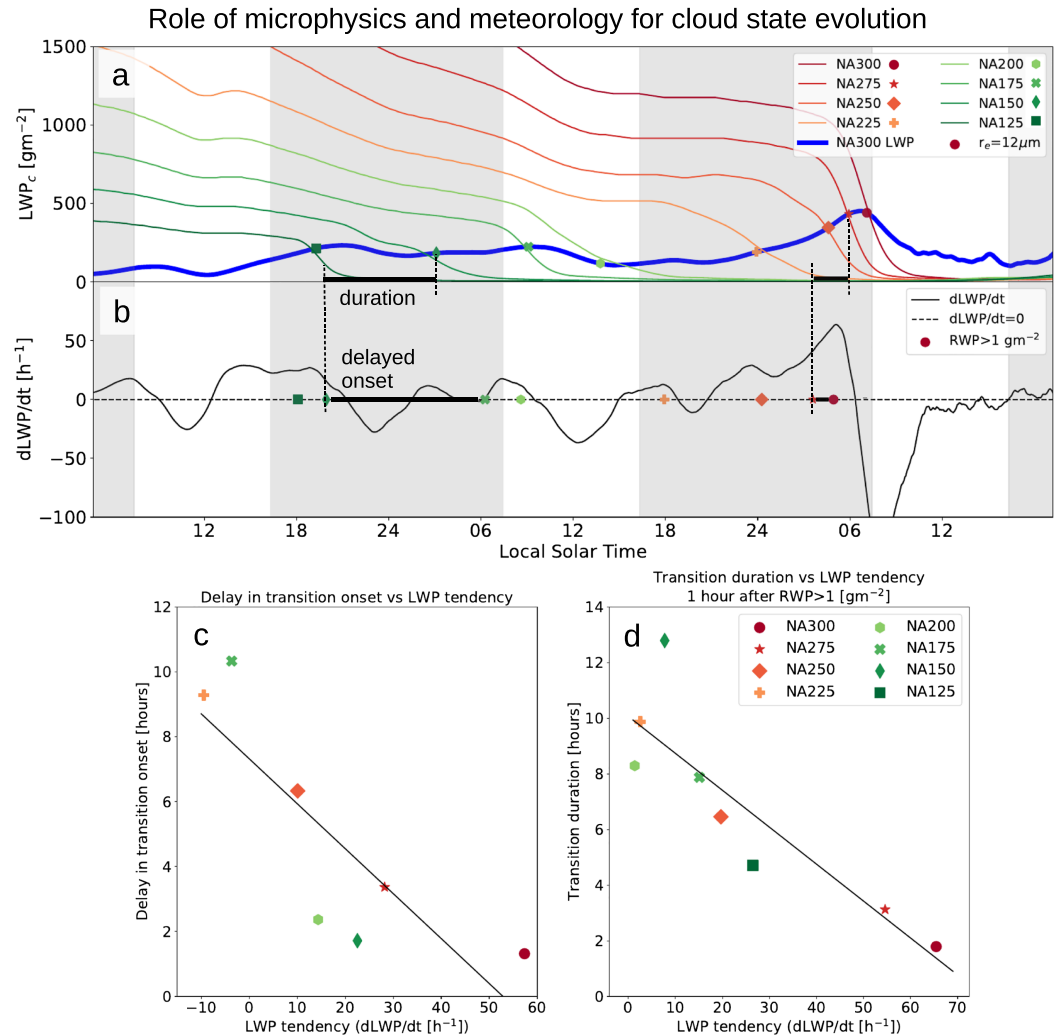 Role of microphysics and meteorology for cloud state evolution
a
1500
1000
500
0
LWP_c [gm⁻²]
NA300
NA275
NA250
NA225
NA300 LWP
NA200
NA175
NA150
NA125
r_e=12μm
duration
b
delayed
onset
50
0
−50
−100
dLWP/dt [h⁻¹]
dLWP/dt
dLWP/dt=0
RWP>1 gm⁻²
12 18 24 06 12 18 24 06 12
Local Solar Time
Delay in transition onset vs LWP tendency
c
12
10
8
6
4
2
0
Delay in transition onset [hours]
−10 0 10 20 30 40 50 60
LWP tendency (dLWP/dt [h⁻¹])
Transition duration vs LWP tendency
1 hour after RWP>1 [gm⁻²]
d
14
12
10
8
6
4
2
0
Transition duration [hours]
NA300
NA275
NA250
NA225
NA200
NA175
NA150
NA125
0 10 20 30 40 50 60 70
LWP tendency (dLWP/dt [h⁻¹])